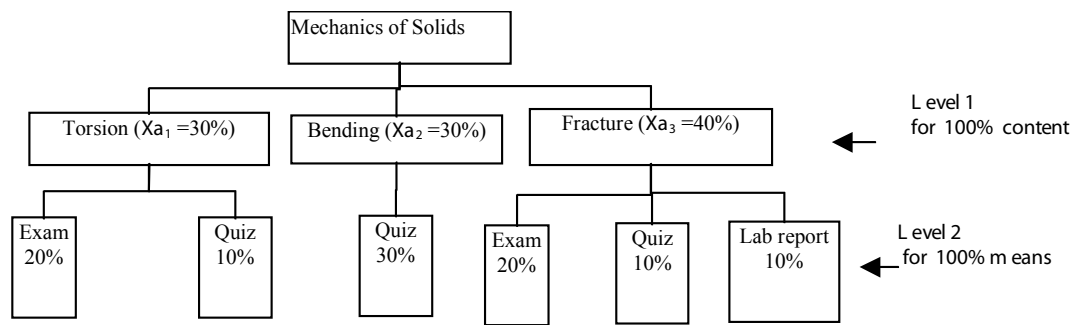 Mechanics of Solids
Torsion (Xa₁ =30%)
Bending (Xa₂ =30%)
Fracture (Xa₃ =40%)
L evel 1
for 100% content
Exam
20%
Quiz
10%
Quiz
30%
Exam
20%
Quiz
10%
Lab report
10%
L evel 2
for 100% m eans